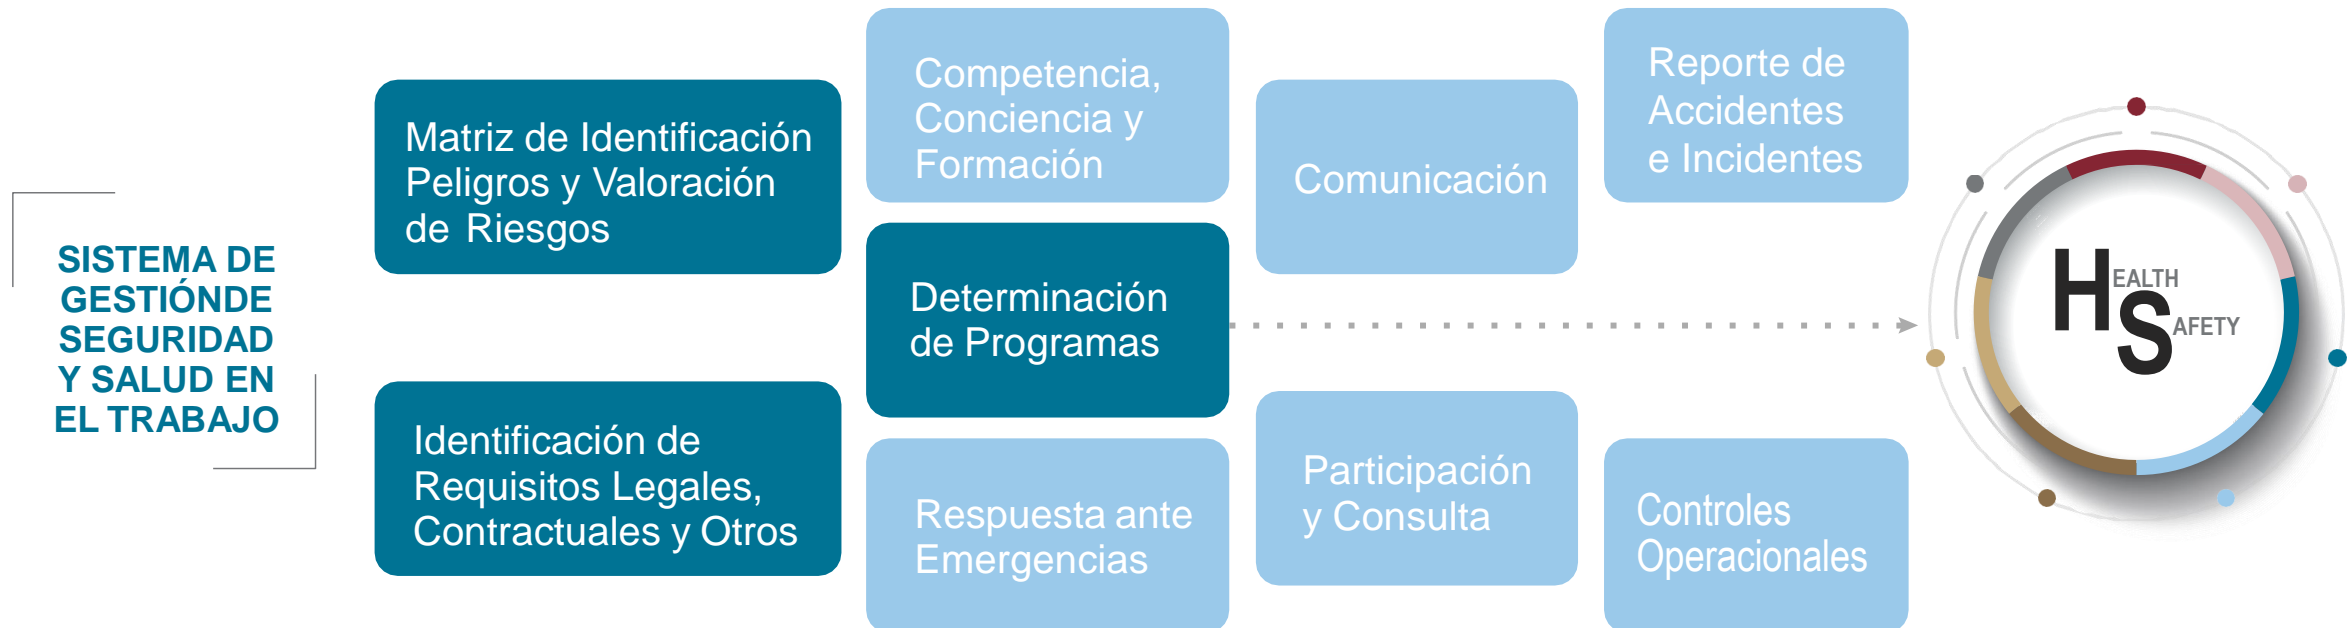 SISTEMA DE
GESTIÓNDE
SEGURIDAD
Y SALUD EN
EL TRABAJO
Matriz de Identificación
Peligros y Valoración
de Riesgos
Identificación de
Requisitos Legales,
Contractuales y Otros
Competencia,
Conciencia y
Formación
Determinación
de Programas
Respuesta ante
Emergencias
Comunicación
Participación
y Consulta
Reporte de
Accidentes
e Incidentes
Controles
Operacionales
HEALTH
SAFETY